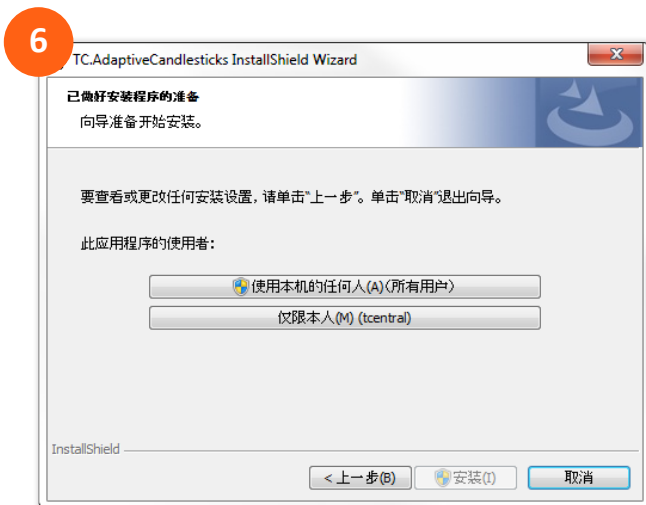 6
TC.AdaptiveCandlesticks InstallShield Wizard
已做好安装程序的准备
向导准备开始安装。
要查看或更改任何安装设置，请单击“上一步”。单击“取消”退出向导。
此应用程序的使用者：
使用本机的任何人(A)（所有用户）
仅限本人(M) (tcentral)
InstallShield
< 上一步(B)
安装(I)
取消